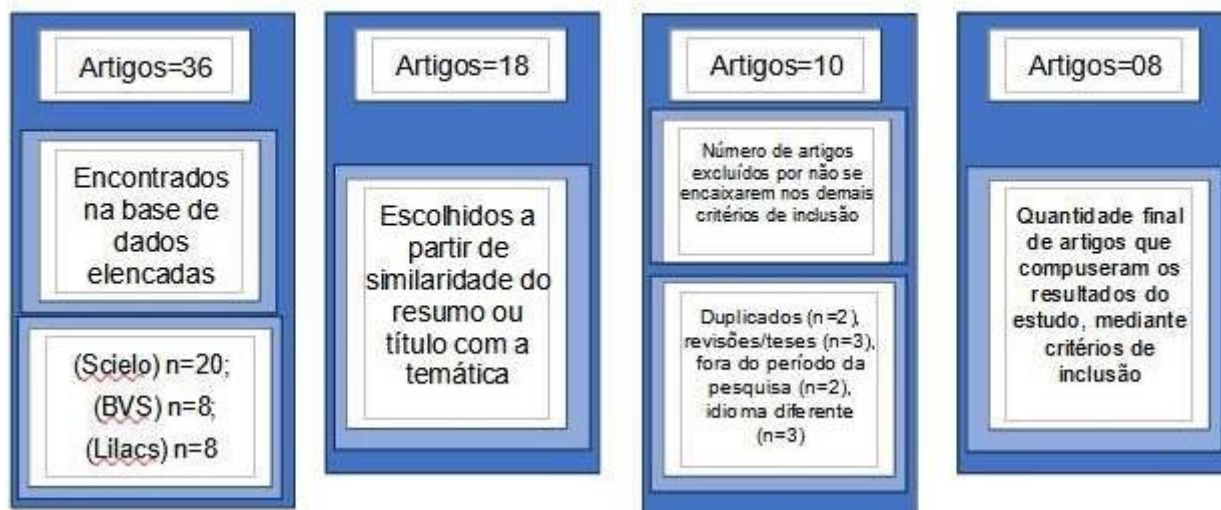 Artigos=36
Encontrados
na base de
dados
elencadas
(Scielo) n=20;
(BVS) n=8;
(Lilacs) n=8
Artigos=18
Escolhidos a
partir de
similaridade do
resumo ou
título com a
temática
Artigos=10
Número de artigos
excluídos por não se
encaixarem nos demais
critérios de inclusão
Duplicados (n=2),
revisões/teses (n=3),
fora do período da
pesquisa (n=2),
idioma diferente
(n=3)
Artigos=08
Quantidade final
de artigos que
compuseram os
resultados do
estudo, mediante
critérios de
inclusão